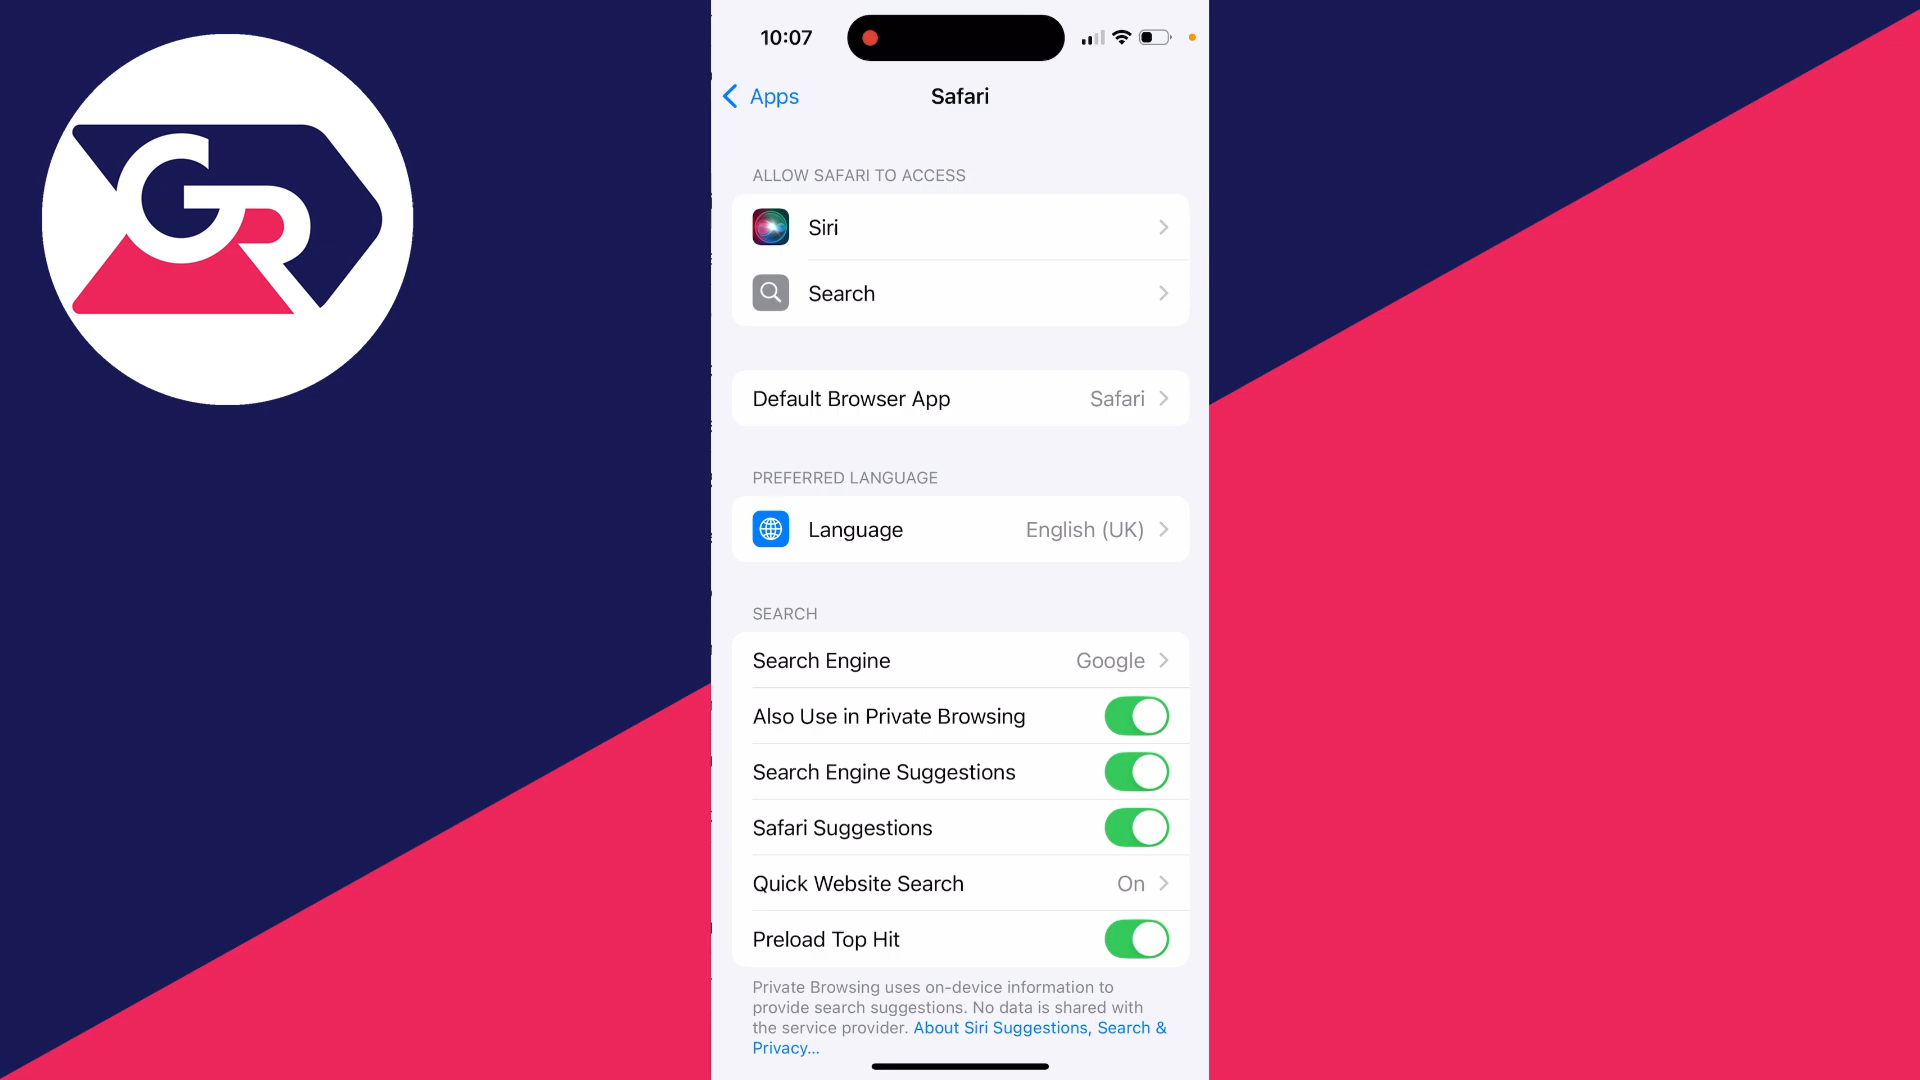 GR
10:07
Apps
Safari
ALLOW SAFARI TO ACCESS
Siri
Search
Default Browser App Safari
PREFERRED LANGUAGE
Language English (UK)
SEARCH
Search Engine Google
Also Use in Private Browsing
Search Engine Suggestions
Safari Suggestions
Quick Website Search On
Preload Top Hit
Private Browsing uses on-device information to
provide search suggestions. No data is shared with
the service provider. About Siri Suggestions, Search &
Privacy...